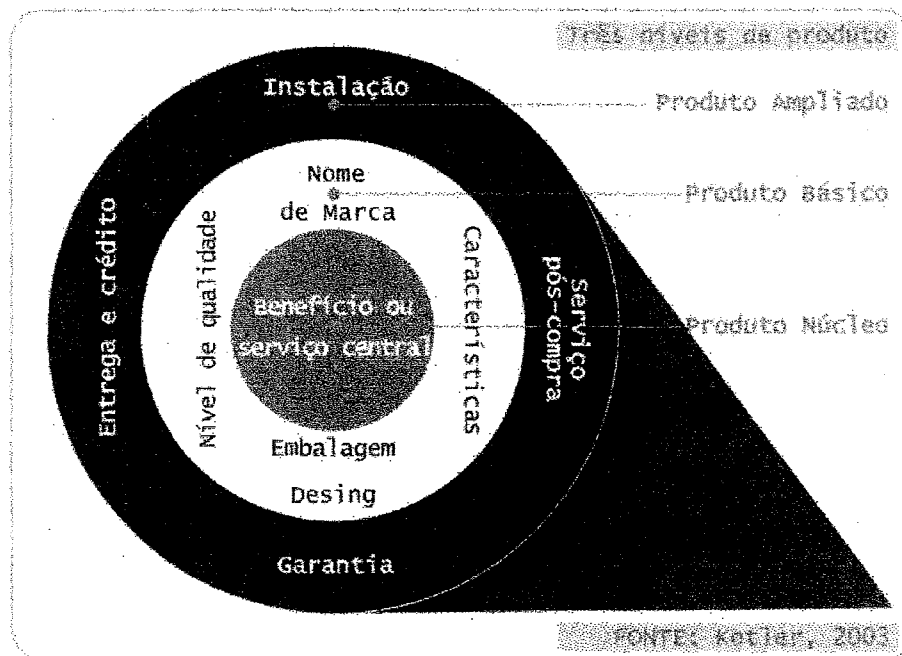 Três níveis de produto
Instalação
Produto Ampliado
Nome
de Marca
Produto Básico
Entrega e crédito
Nível de qualidade
Características
Serviço
pós-compra
Benefício ou
serviço central
Produto Núcleo
Embalagem
Desing
Garantia
FONTE: Kotler, 2003